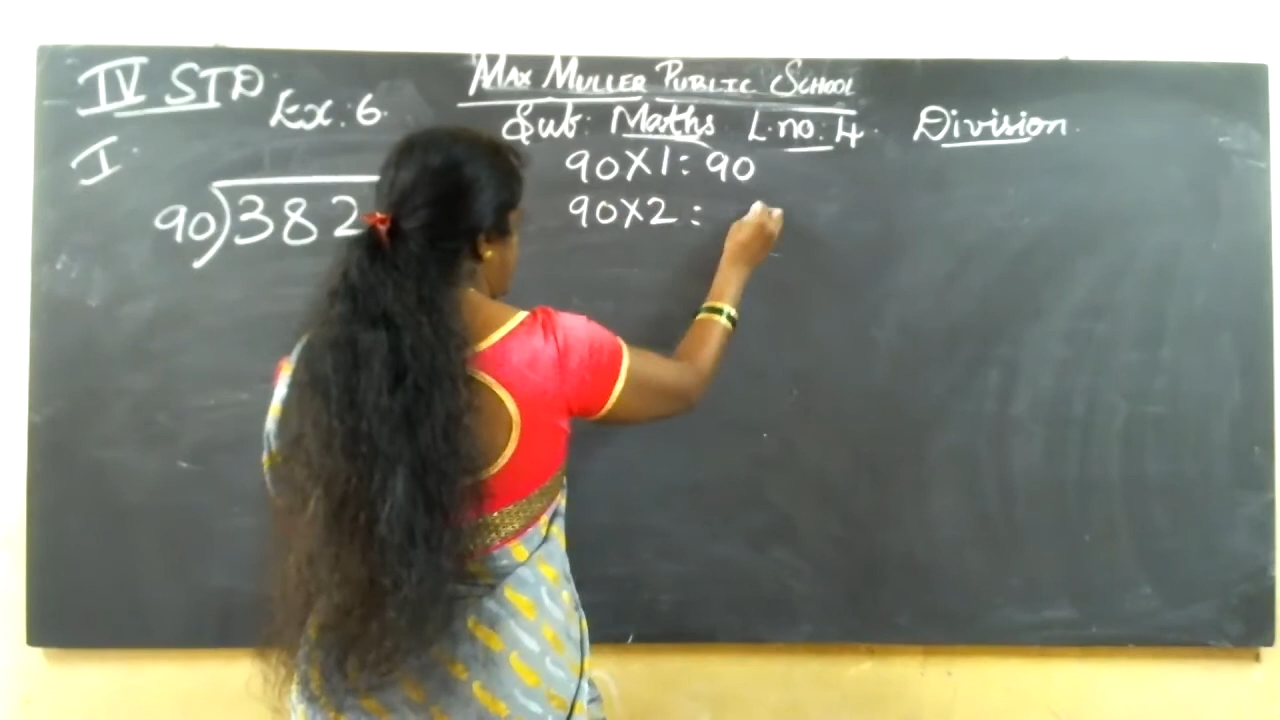 MAX MULLER PUBLIC SCHOOL
IV STD Ex: 6 Sub: Maths L.no: 4. Division
I
90×1: 90
90)382
90×2: